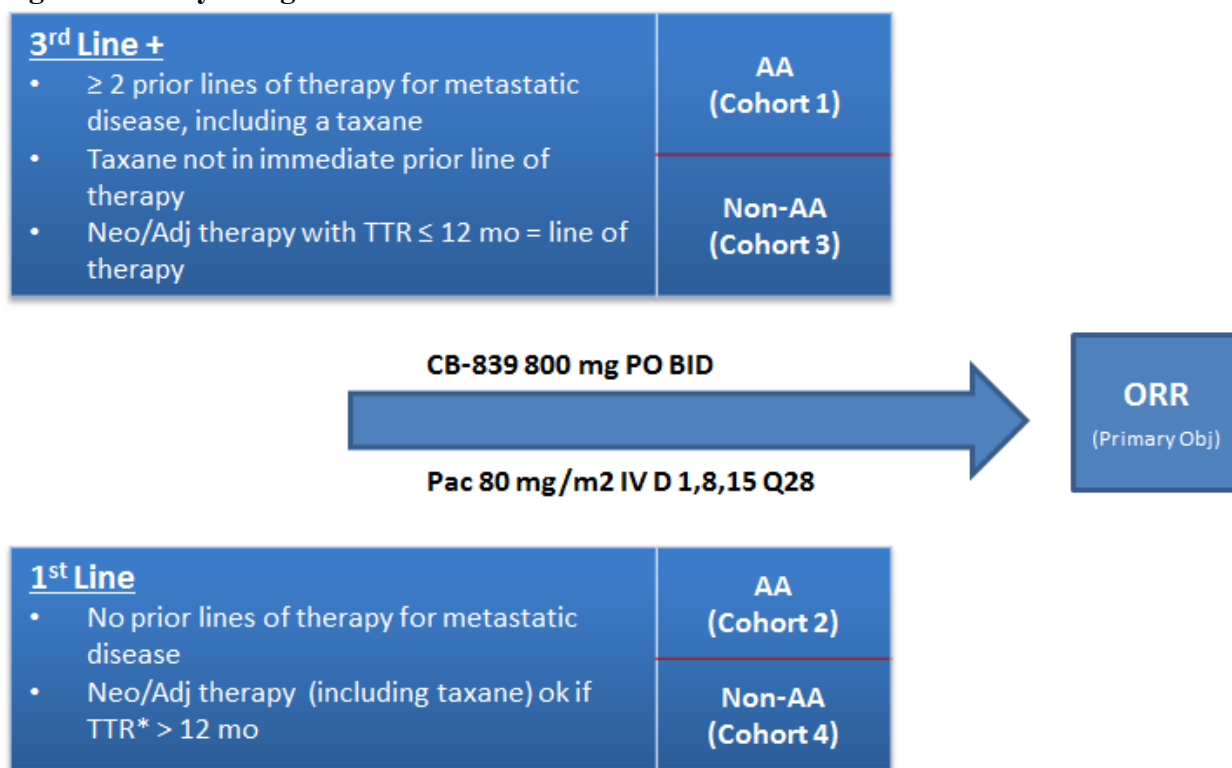 3rd Line +
• ≥ 2 prior lines of therapy for metastatic
disease, including a taxane
• Taxane not in immediate prior line of
therapy
• Neo/Adj therapy with TTR ≤ 12 mo = line of
therapy
AA
(Cohort 1)
Non-AA
(Cohort 3)
CB-839 800 mg PO BID
Pac 80 mg/m2 IV D 1,8,15 Q28
ORR
(Primary Obj)
1st Line
• No prior lines of therapy for metastatic
disease
• Neo/Adj therapy (including taxane) ok if
TTR* > 12 mo
AA
(Cohort 2)
Non-AA
(Cohort 4)